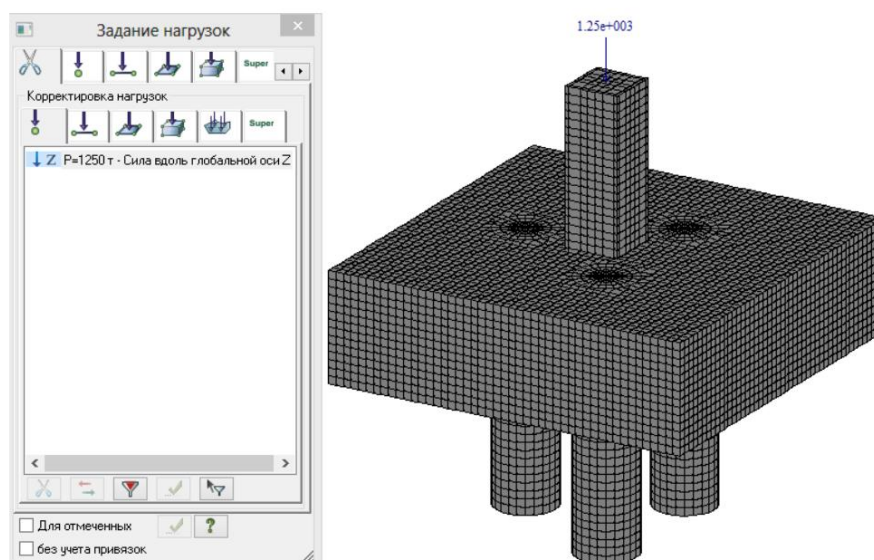 Задание нагрузок
Super
Корректировка нагрузок
Super
Z P=1250 т - Сила вдоль глобальной оси Z
Для отмеченных
?
без учета привязок
1.25e+003